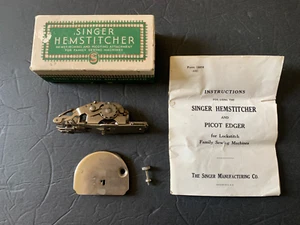 SINGER
HEMSTITCHER
HEMSTITCHING AND PICOTING ATTACHMENT
FOR FAMILY SEWING MACHINES
INSTRUCTIONS
FOR USING THE
SINGER HEMSTITCHER
AND
PICOT EDGER
for Lockstitch
Family Sewing Machines
THE SINGER MANUFACTURING CO.